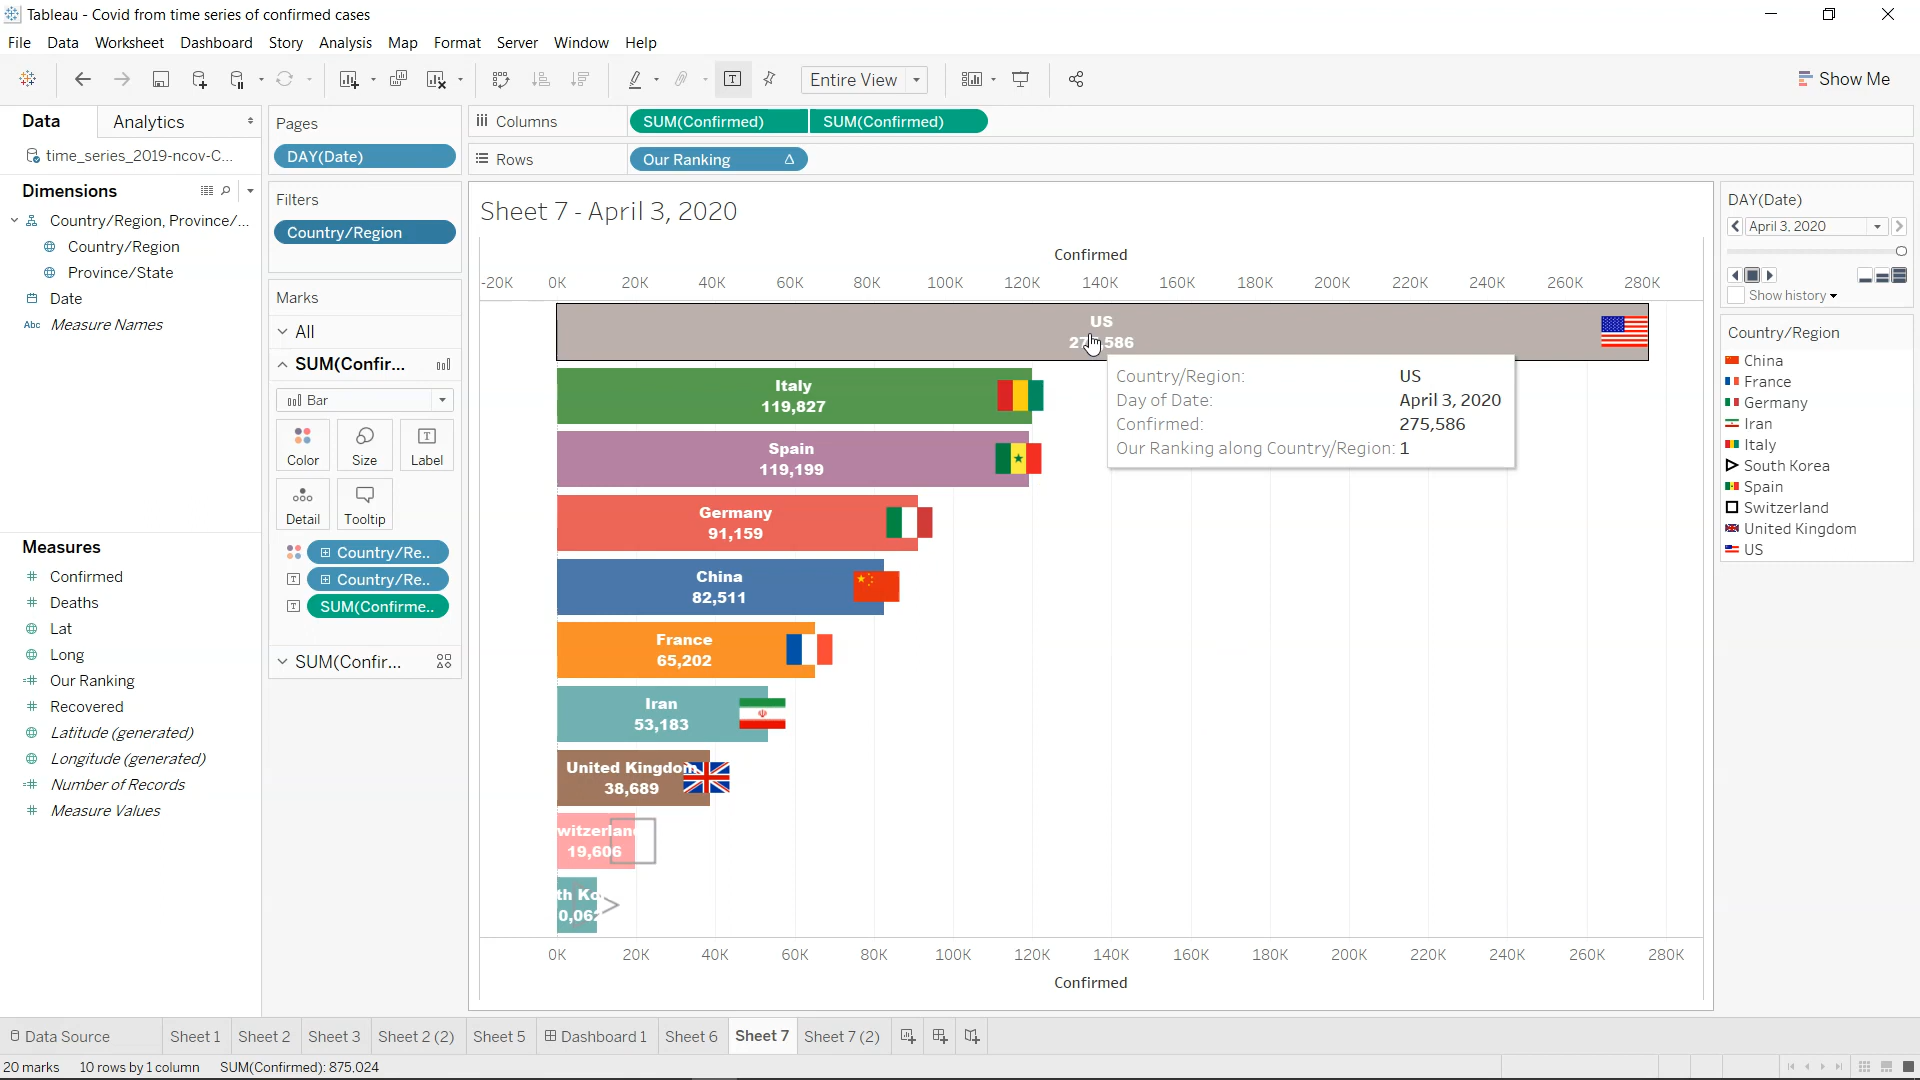 Tableau - Covid from time series of confirmed cases
File Data Worksheet Dashboard Story Analysis Map Format Server Window Help
Entire View
Show Me
Data Analytics
time_series_2019-ncov-C...
Dimensions
Country/Region, Province/...
Country/Region
Province/State
Date
Abc Measure Names
Measures
Confirmed
Deaths
Lat
Long
Our Ranking
Recovered
Latitude (generated)
Longitude (generated)
Number of Records
Measure Values
Pages
DAY(Date)
Filters
Country/Region
Marks
All
SUM(Confir...
Bar
Color Size Label
Detail Tooltip
Country/Re..
Country/Re..
SUM(Confirme..
SUM(Confir...
Columns SUM(Confirmed) SUM(Confirmed)
Rows Our Ranking
Sheet 7 - April 3, 2020
Confirmed
-20K 0K 20K 40K 60K 80K 100K 120K 140K 160K 180K 200K 220K 240K 260K 280K
US
Country/Region: US
Day of Date: April 3, 2020
Confirmed: 275,586
Our Ranking along Country/Region: 1
Italy
119,827
Spain
119,199
Germany
91,159
China
82,511
France
65,202
Iran
53,183
United Kingdom
38,689
witzerlan
19,606
th Ko
0,062
0K 20K 40K 60K 80K 100K 120K 140K 160K 180K 200K 220K 240K 260K 280K
Confirmed
DAY(Date)
April 3, 2020
Show history
Country/Region
China
France
Germany
Iran
Italy
South Korea
Spain
Switzerland
United Kingdom
US
Data Source Sheet 1 Sheet 2 Sheet 3 Sheet 2 (2) Sheet 5 Dashboard 1 Sheet 6 Sheet 7 Sheet 7 (2)
20 marks 10 rows by 1 column SUM(Confirmed): 875,024